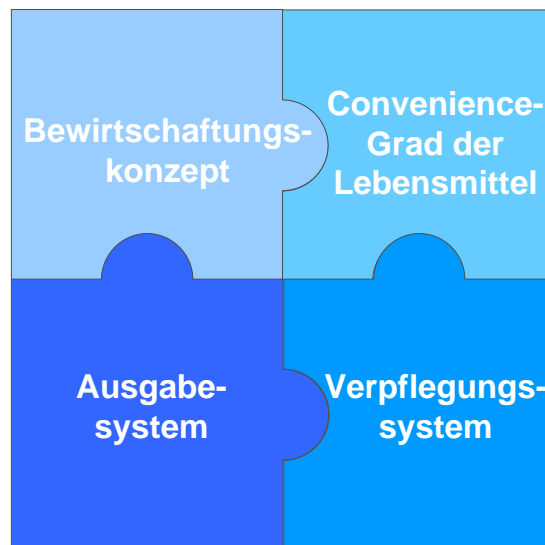 Bewirtschaftungs-
konzept
Convenience-
Grad der
Lebensmittel
Ausgabe-
system
Verpflegungs-
system